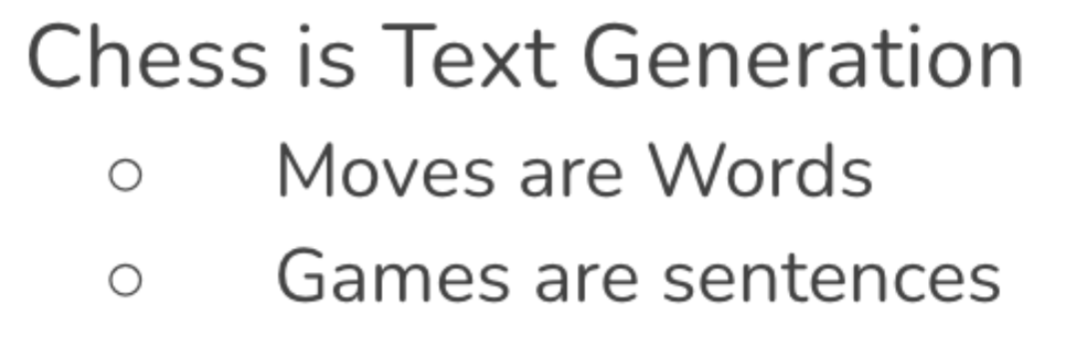 Chess is Text Generation
○ Moves are Words
○ Games are sentences